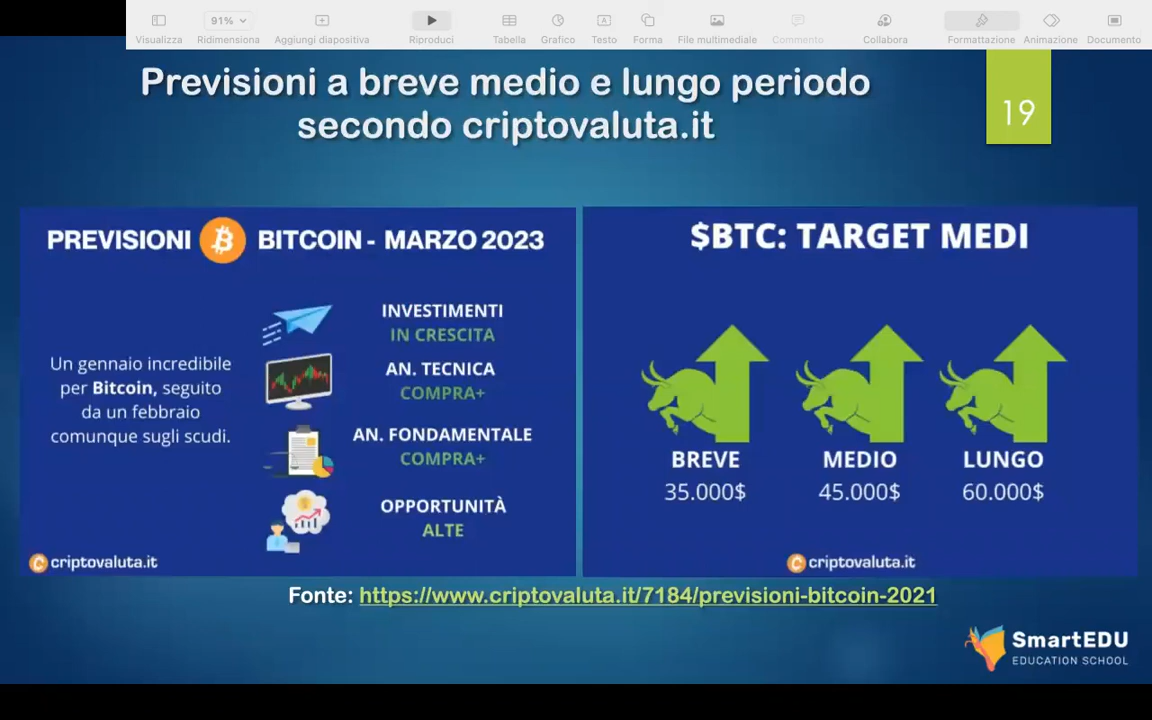 91%
Visualizza
Ridimensiona
Aggiungi diapositiva
Riproduci
Tabella
Grafico
Testo
Forma
File multimediale
Commento
Collabora
Formattazione
Animazione
Documento
Previsioni a breve medio e lungo periodo
secondo criptovaluta.it
19
PREVISIONI BITCOIN - MARZO 2023
Un gennaio incredibile
per Bitcoin, seguito
da un febbraio
comunque sugli scudi.
INVESTIMENTI
IN CRESCITA
AN. TECNICA
COMPRA+
AN. FONDAMENTALE
COMPRA+
OPPORTUNITÀ
ALTE
criptovaluta.it
$BTC: TARGET MEDI
BREVE
35.000$
MEDIO
45.000$
LUNGO
60.000$
criptovaluta.it
Fonte: https://www.criptovaluta.it/7184/previsioni-bitcoin-2021
SmartEDU
EDUCATION SCHOOL